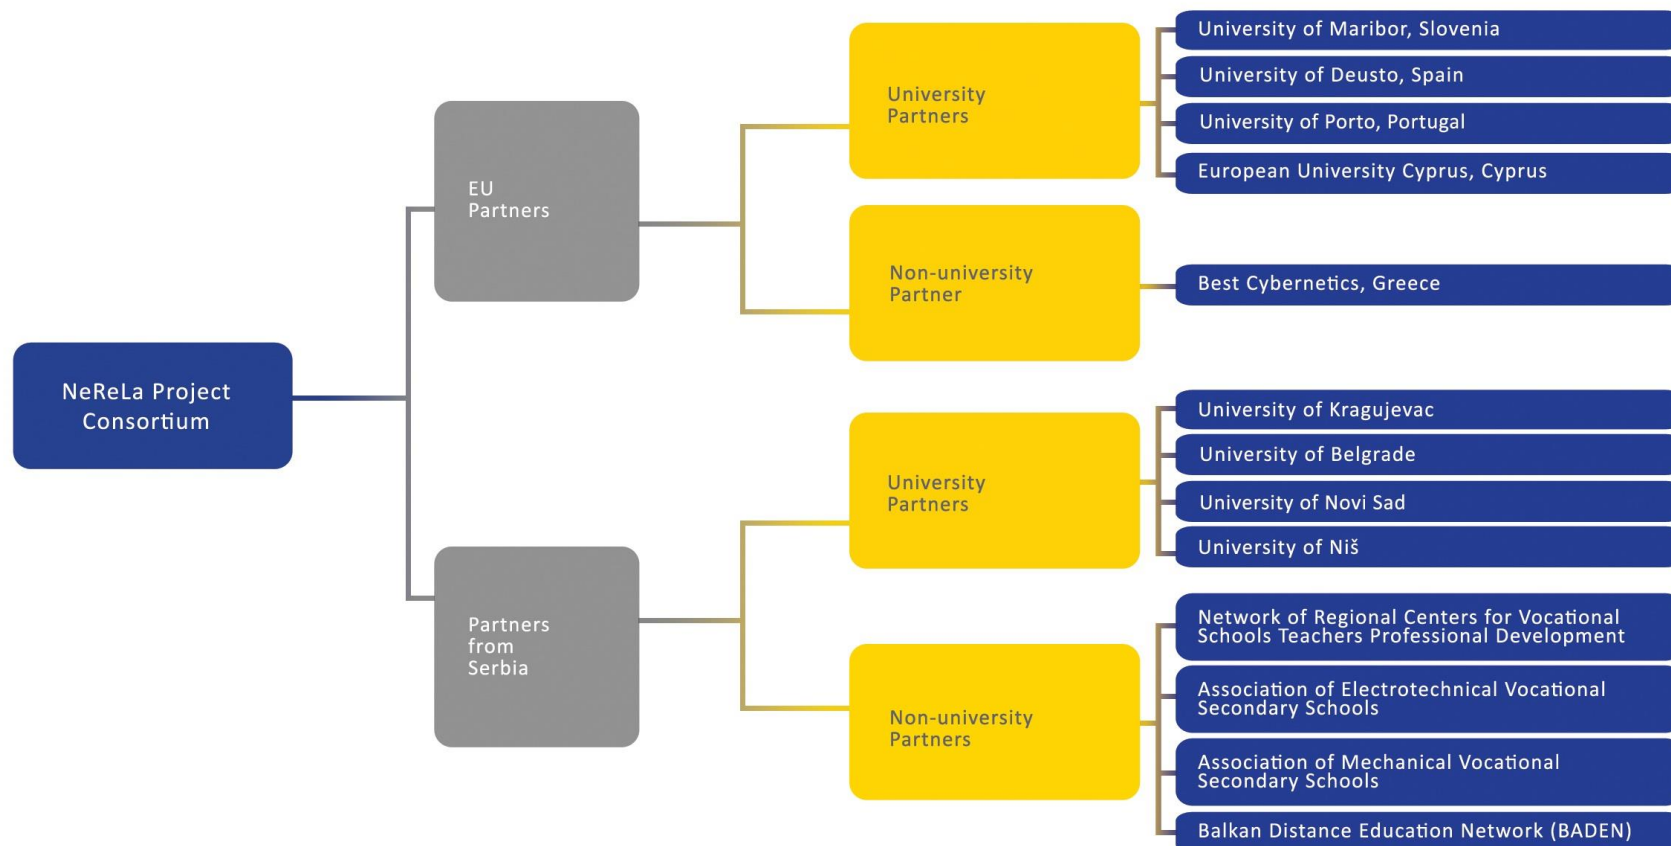 NeReLa Project
Consortium
EU
Partners
University
Partners
University of Maribor, Slovenia
University of Deusto, Spain
University of Porto, Portugal
European University Cyprus, Cyprus
Non-university
Partner
Best Cybernetics, Greece
Partners
from
Serbia
University
Partners
University of Kragujevac
University of Belgrade
University of Novi Sad
University of Niš
Non-university
Partners
Network of Regional Centers for Vocational
Schools Teachers Professional Development
Association of Electrotechnical Vocational
Secondary Schools
Association of Mechanical Vocational
Secondary Schools
Balkan Distance Education Network (BADEN)